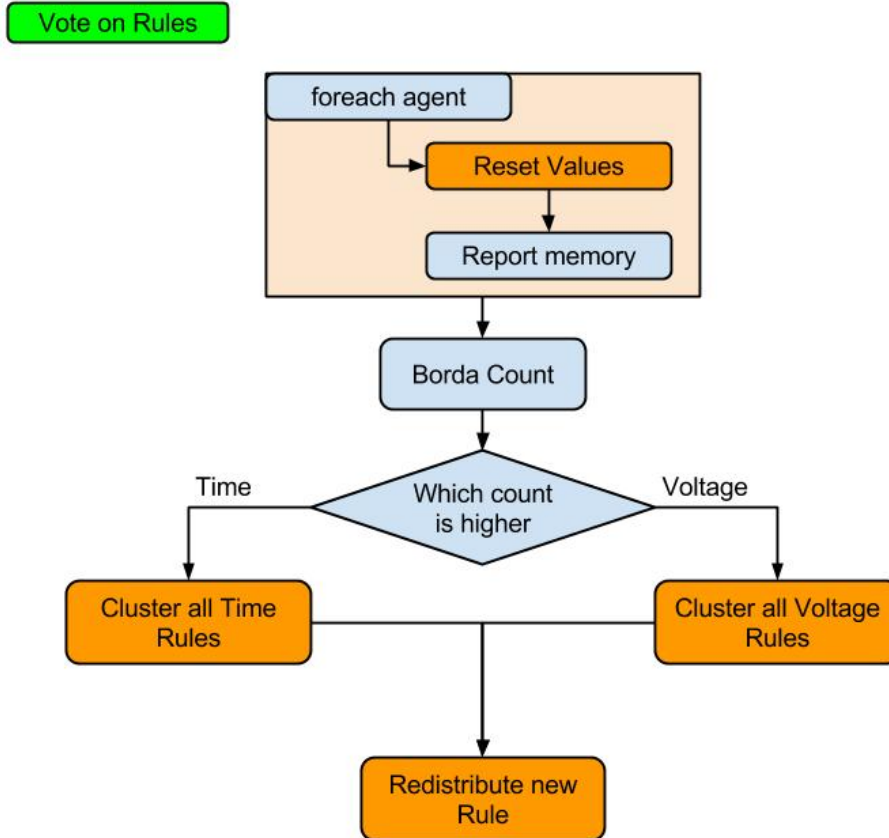 Vote on Rules
foreach agent
Reset Values
Report memory
Borda Count
Which count
is higher
Time
Voltage
Cluster all Time
Rules
Cluster all Voltage
Rules
Redistribute new
Rule